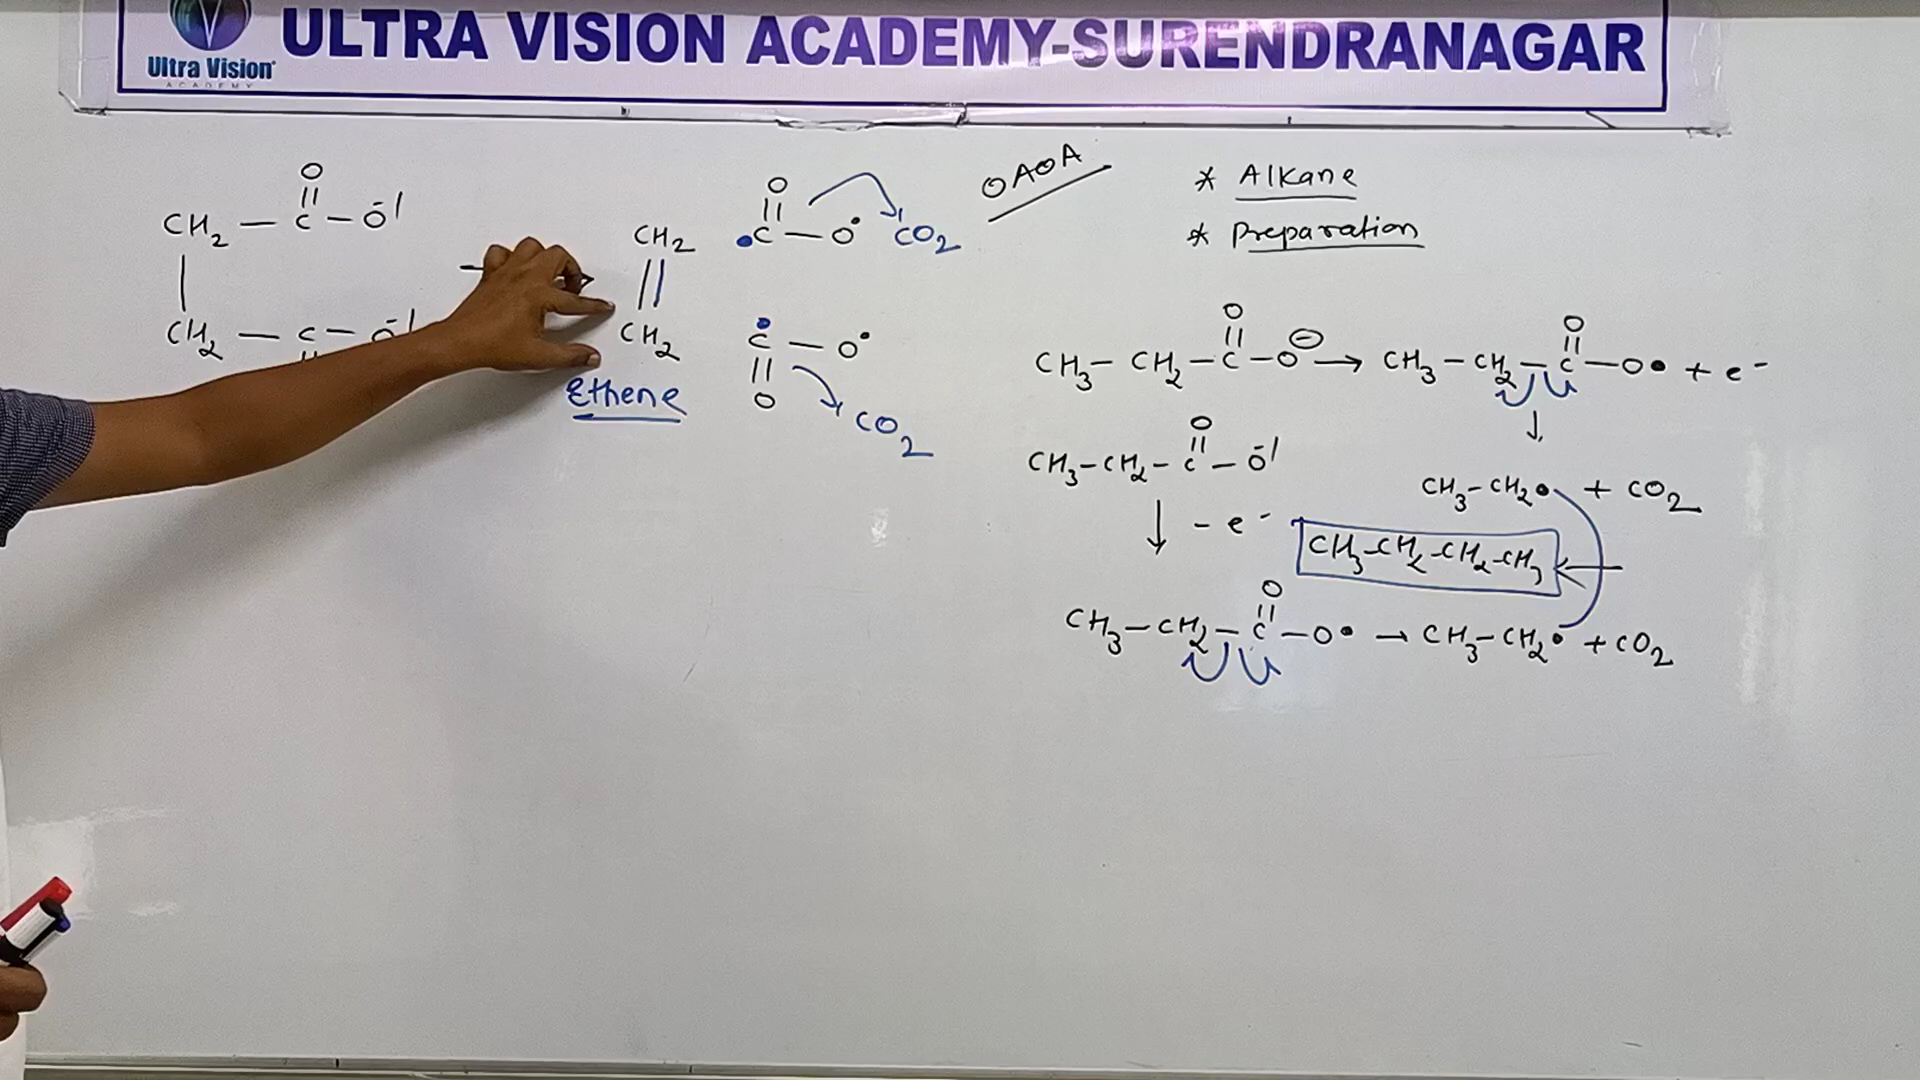 ULTRA VISION ACADEMY-SURENDRANAGAR
Ultra Vision
ACADEMY
OAOA
* Alkane
* Preparation
O
||
CH2 — C — O-|
|
CH2 — C — O-|
CH2
||
CH2
Ethene
O
||
•C — O• CO2
•
C — O•
||
O
CO2
O
||
CH3 — CH2 — C — O⊖ → CH3 — CH2 — C — O• + e-
O
||
↓
O
||
CH3-CH2-C-O-|
↓ - e-
CH3-CH2• + CO2
CH3-CH2-CH2-CH3 ←
O
||
CH3-CH2-C-O• → CH3-CH2• + CO2